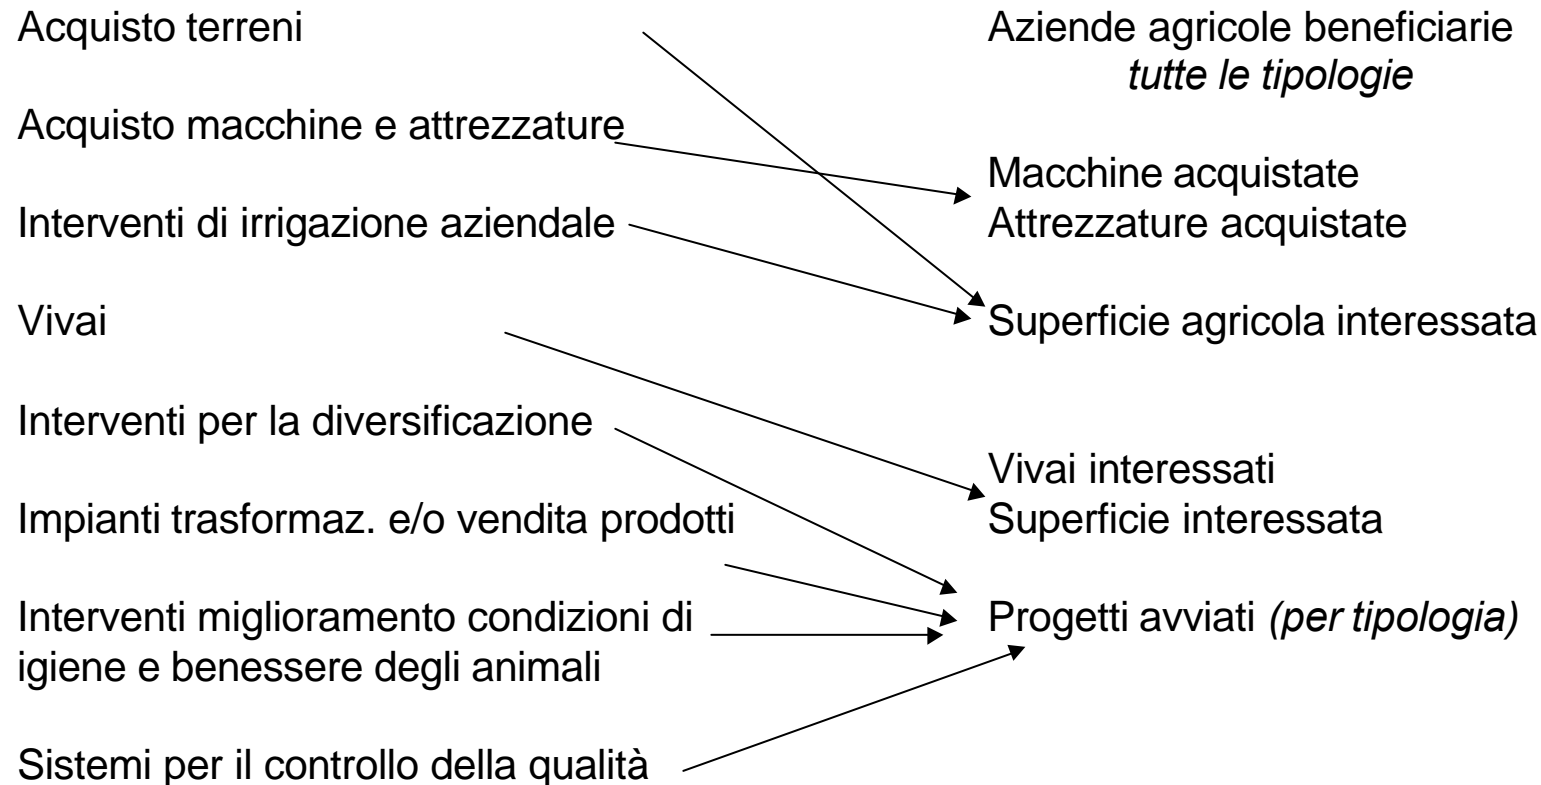 Acquisto terreni
Acquisto macchine e attrezzature
Interventi di irrigazione aziendale
Vivai
Interventi per la diversificazione
Impianti trasformaz. e/o vendita prodotti
Interventi miglioramento condizioni di
igiene e benessere degli animali
Sistemi per il controllo della qualità
Aziende agricole beneficiarie
tutte le tipologie
Macchine acquistate
Attrezzature acquistate
Superficie agricola interessata
Vivai interessati
Superficie interessata
Progetti avviati (per tipologia)